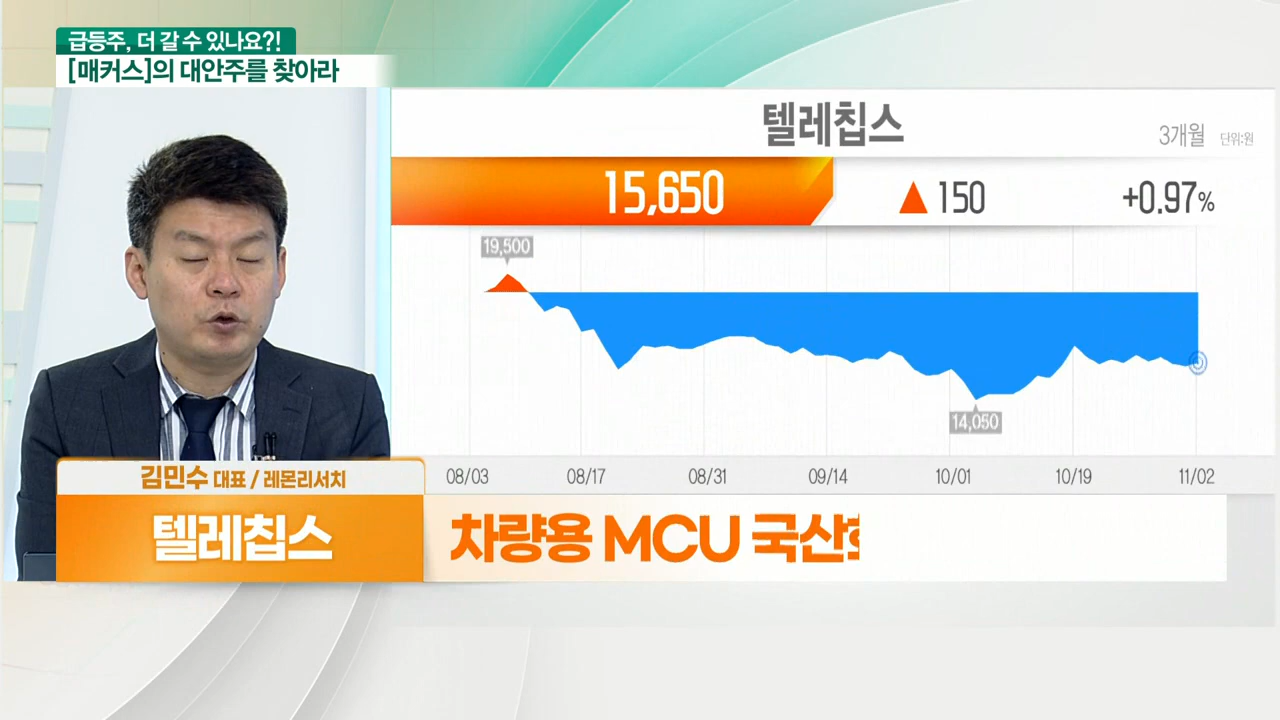 급등주, 더 갈 수 있나요?!
[매커스]의 대안주를 찾아라
텔레칩스
3개월 단위:원
15,650 ▲ 150 +0.97%
19,500
14,050
08/03 08/17 08/31 09/14 10/01 10/19 11/02
김민수 대표 / 레몬리서치
텔레칩스
차량용 MCU 국산